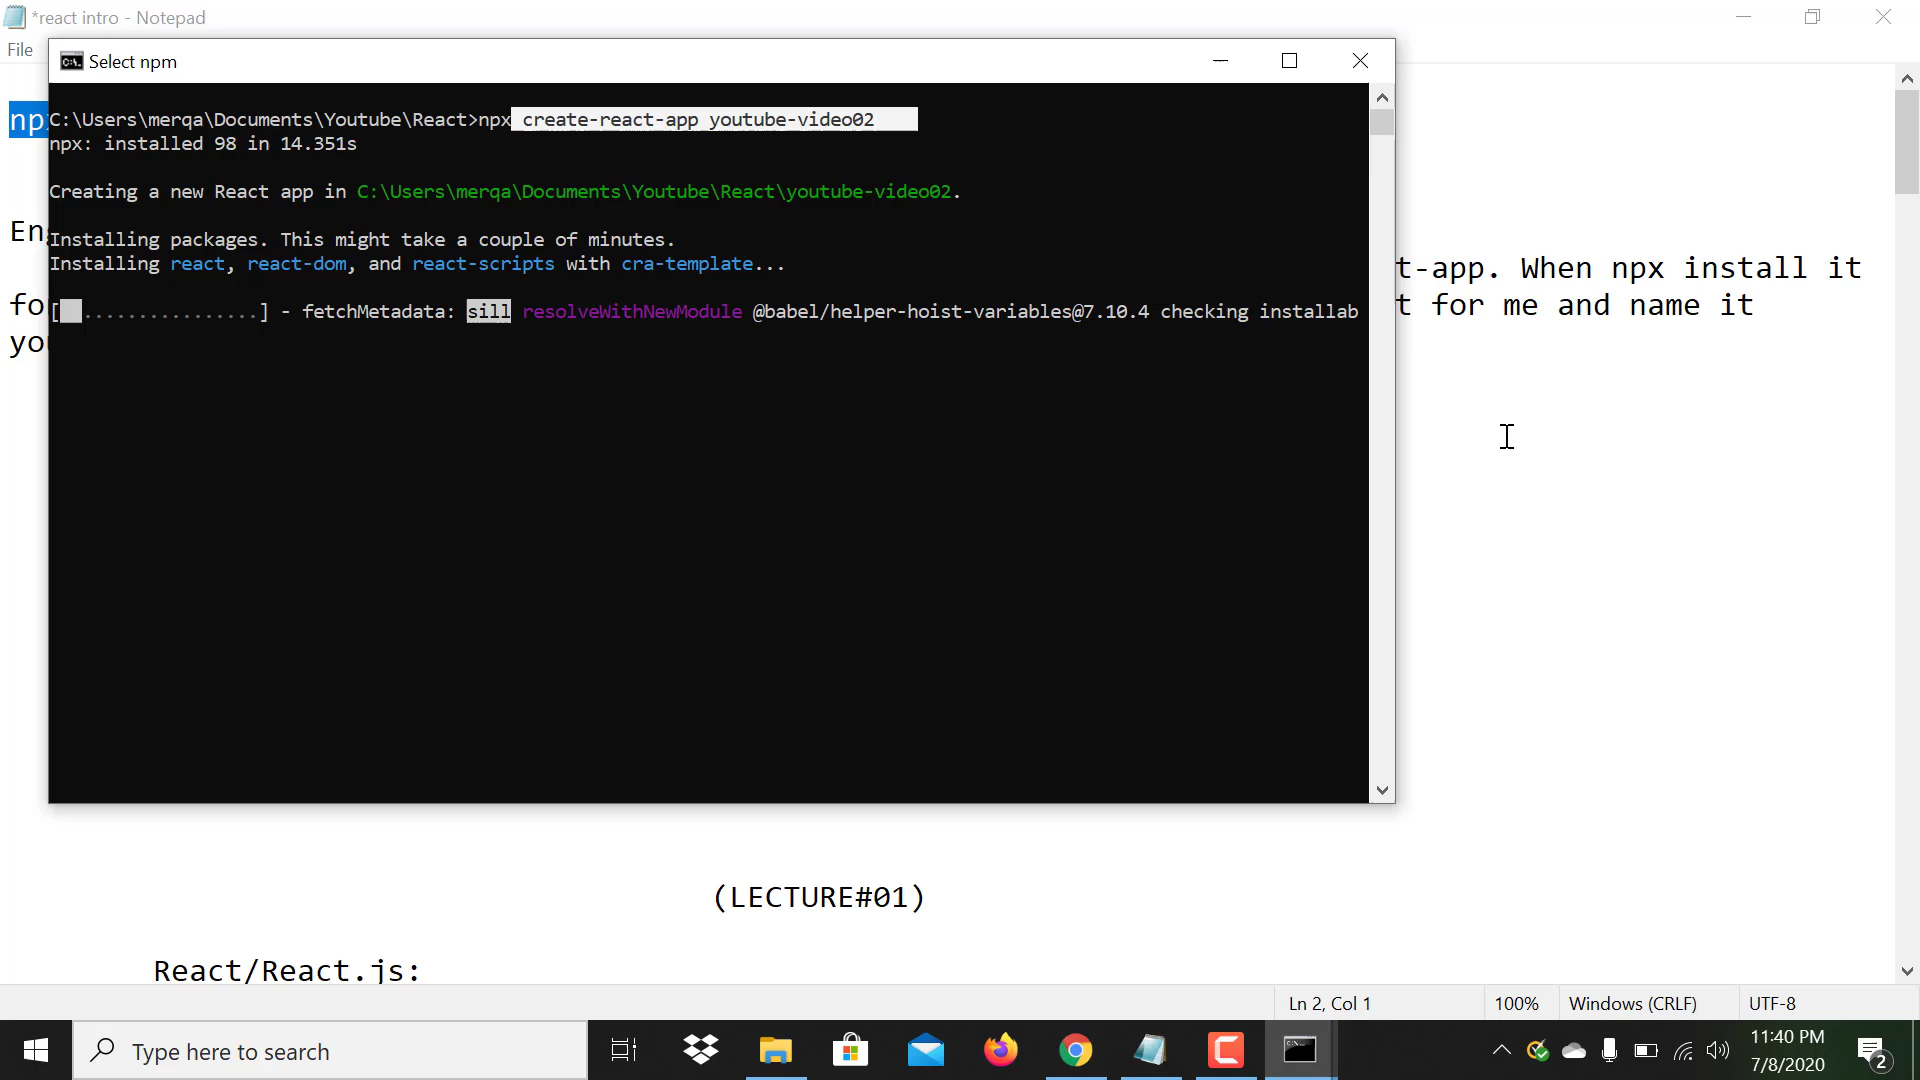 *react intro - Notepad
File
Select npm
C:\Users\merqa\Documents\Youtube\React>npx create-react-app youtube-video02
npx: installed 98 in 14.351s
Creating a new React app in C:\Users\merqa\Documents\Youtube\React\youtube-video02.
Installing packages. This might take a couple of minutes.
Installing react, react-dom, and react-scripts with cra-template...
[ ................] - fetchMetadata: sill resolveWithNewModule @babel/helper-hoist-variables@7.10.4 checking installab
npx
t-app. When npx install it
t for me and name it
(LECTURE#01)
React/React.js:
Ln 2, Col 1
100%
Windows (CRLF)
UTF-8
Type here to search
11:40 PM
7/8/2020
2